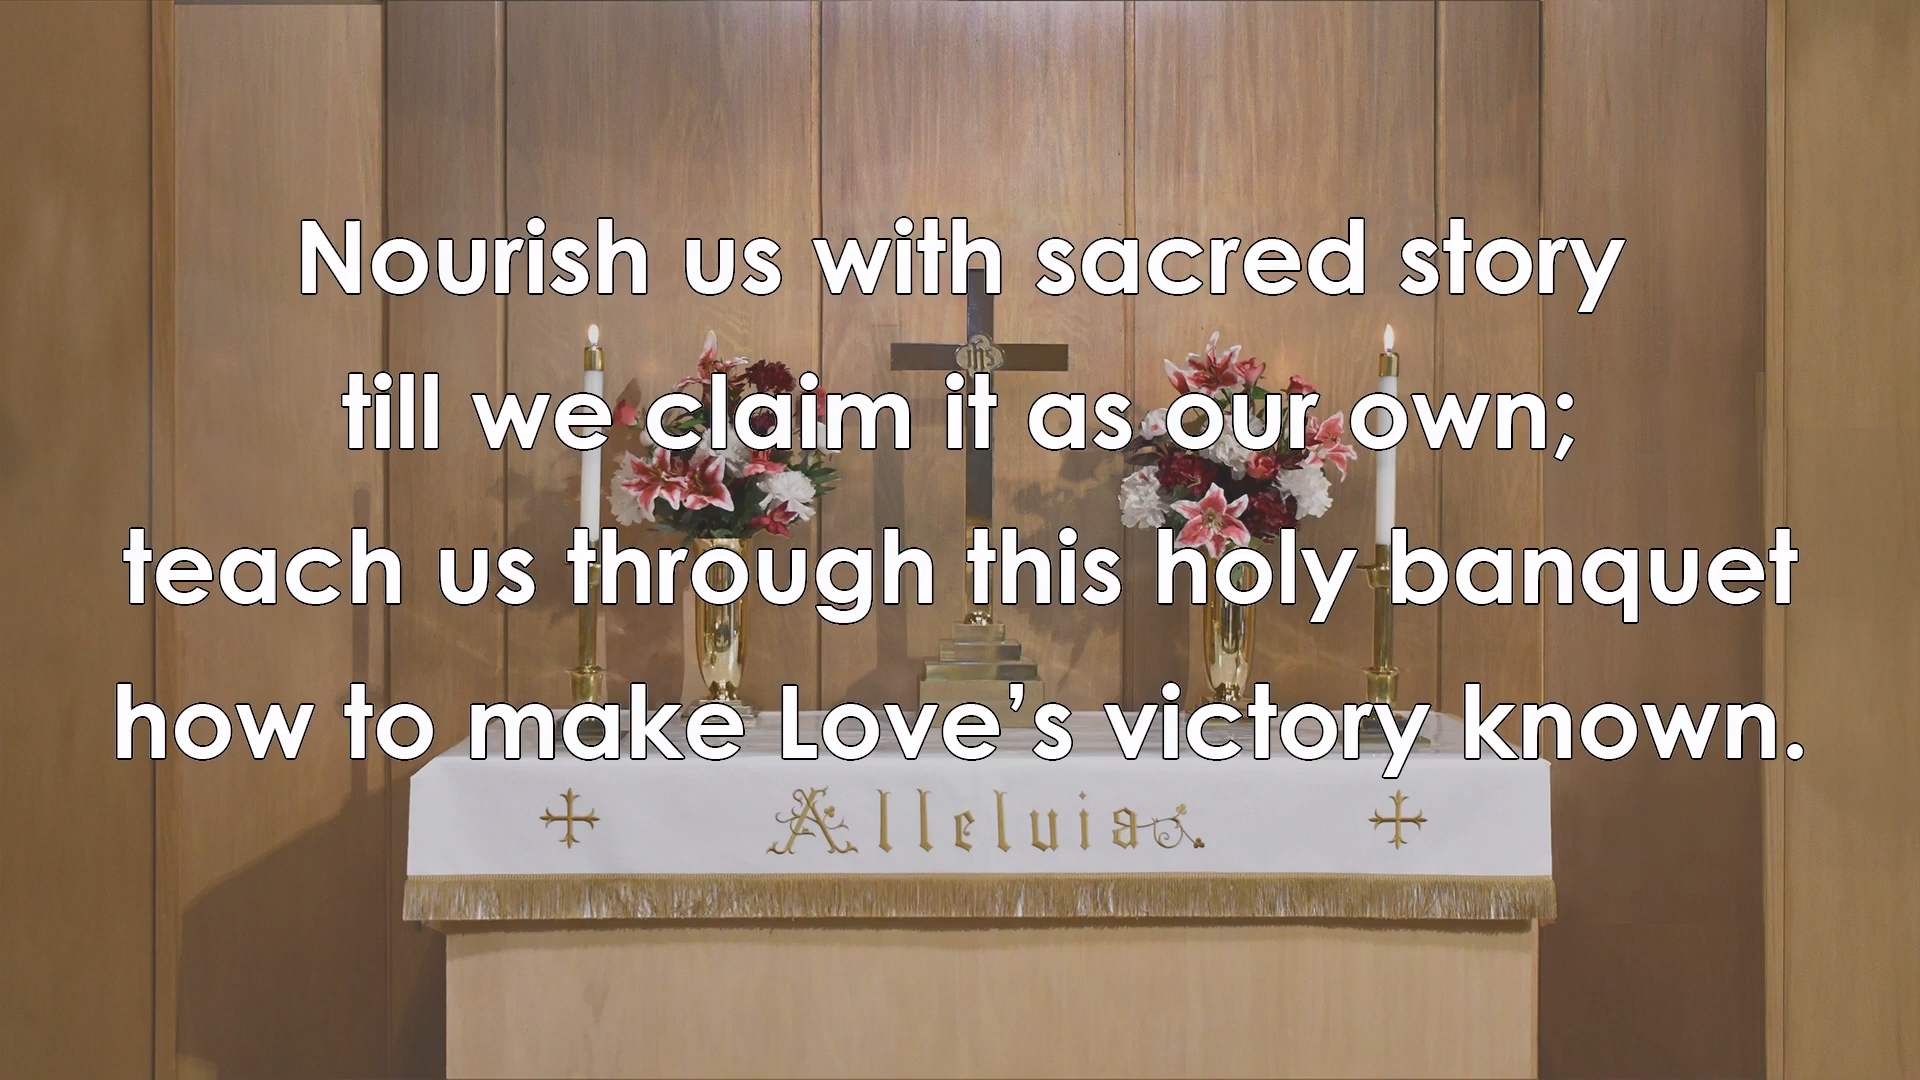 Nourish us with sacred story
ihs
till we claim it as our own;
teach us through this holy banquet
how to make Love’s victory known.
Alleluia